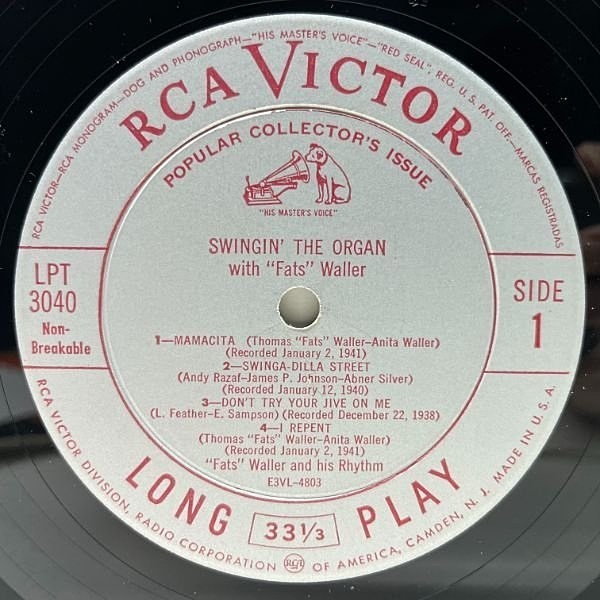 RCA VICTOR—RCA MONOGRAM—DOG AND PHONOGRAPH—"HIS MASTER'S VOICE"—"RED SEAL", REG. U. S. PAT. OFF.—MARCAS REGISTRADAS
RCA VICTOR
POPULAR COLLECTOR'S ISSUE
"HIS MASTER'S VOICE"
SWINGIN' THE ORGAN
with "Fats" Waller
LPT
3040
Non-
Breakable
SIDE
1
1—MAMACITA (Thomas "Fats" Waller–Anita Waller)
(Recorded January 2, 1941)
2—SWINGA-DILLA STREET
(Andy Razaf–James P. Johnson–Abner Silver)
(Recorded January 12, 1940)
3—DON'T TRY YOUR JIVE ON ME
(L. Feather–E. Sampson) (Recorded December 22, 1938)
4—I REPENT
(Thomas "Fats" Waller–Anita Waller)
(Recorded January 2, 1941)
"Fats" Waller and his Rhythm
E3VL-4803
LONG 33 1/3 PLAY
RCA VICTOR DIVISION, RADIO CORPORATION RCA OF AMERICA, CAMDEN, N. J. MADE IN U. S. A.